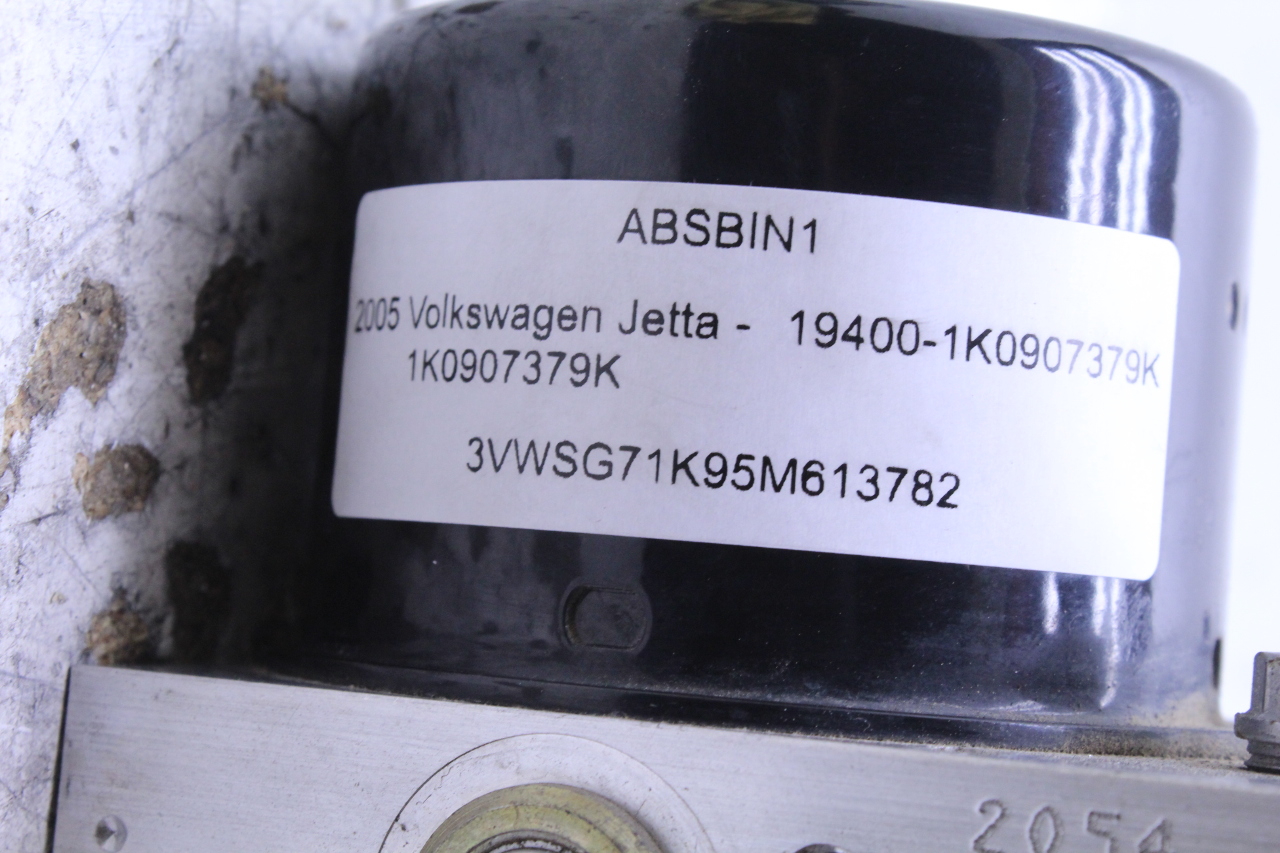 ABSBIN1
2005 Volkswagen Jetta - 19400-1K0907379K
1K0907379K
3VWSG71K95M613782
2054